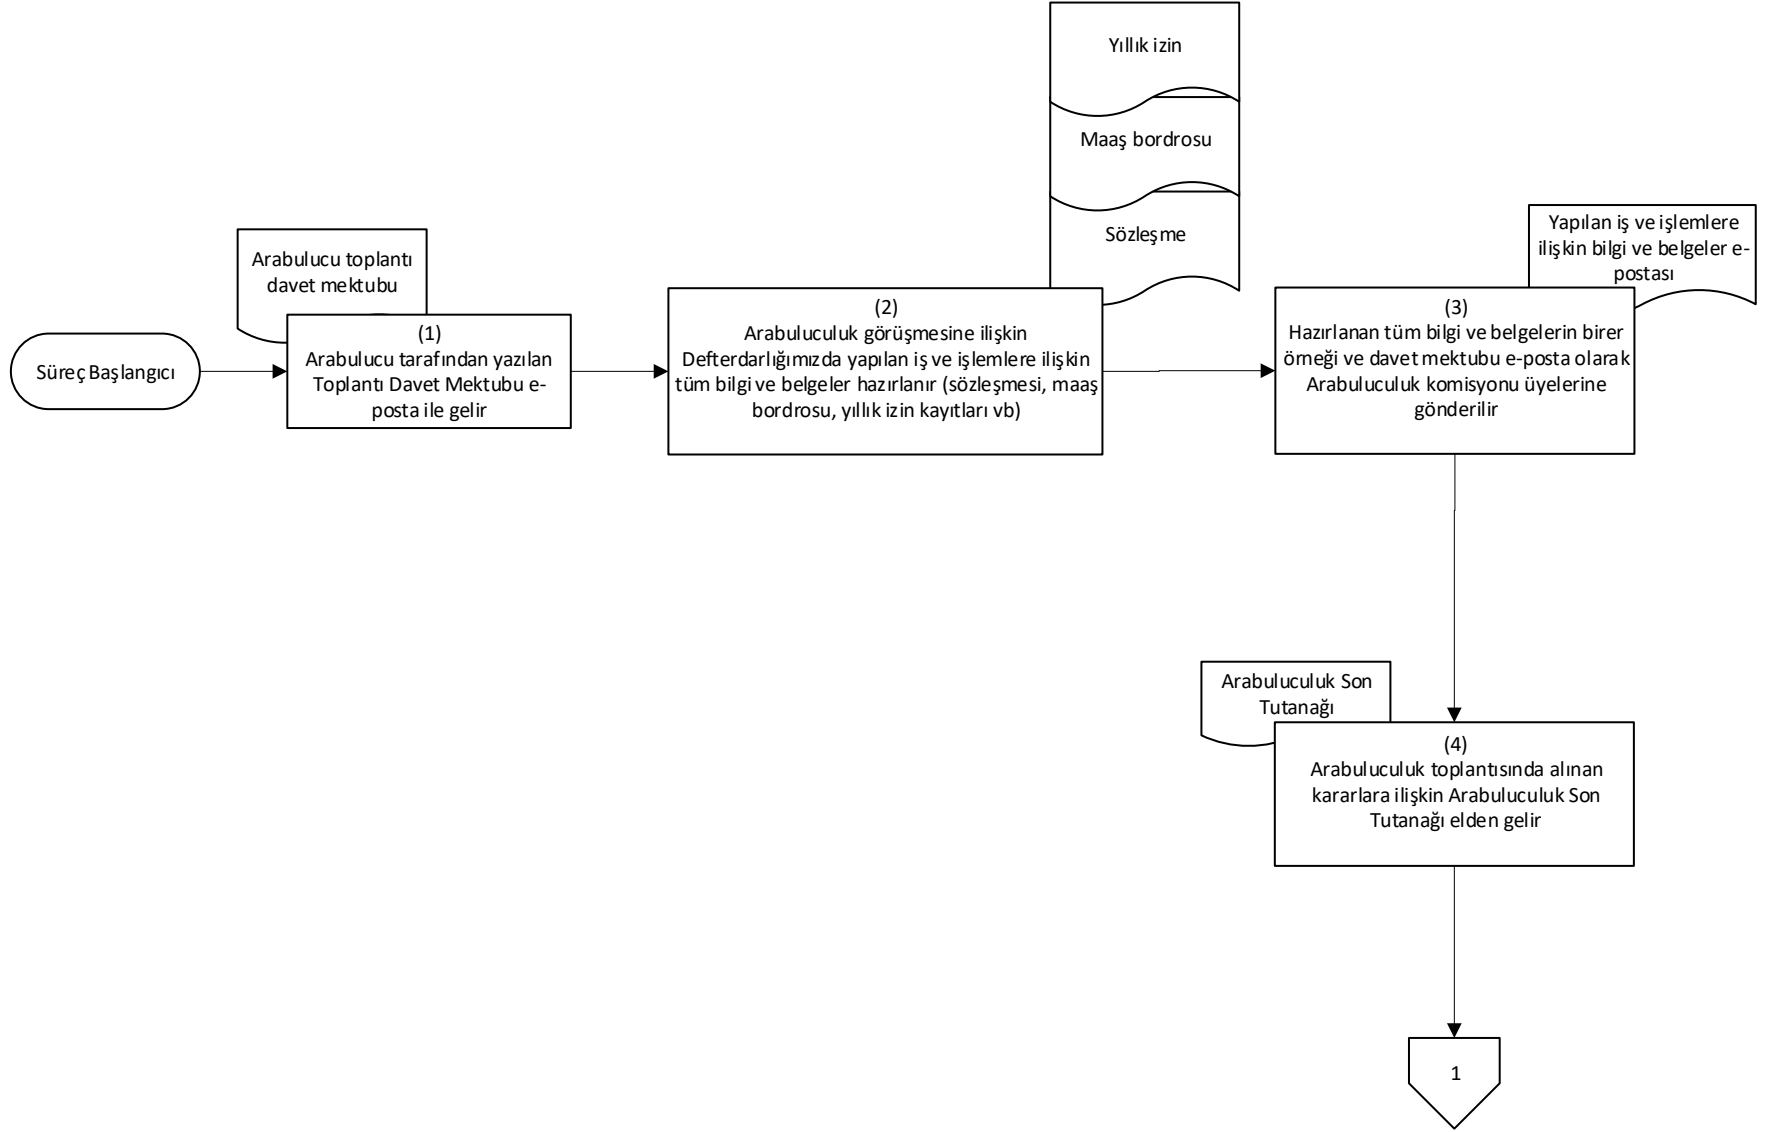 Yıllık izin
Maaş bordrosu
Sözleşme
Yapılan iş ve işlemlere
ilişkin bilgi ve belgeler e-
postası
Arabulucu toplantı
davet mektubu
Süreç Başlangıcı
(1)
Arabulucu tarafından yazılan
Toplantı Davet Mektubu e-
posta ile gelir
(2)
Arabuluculuk görüşmesine ilişkin
Defterdarlığımızda yapılan iş ve işlemlere ilişkin
tüm bilgi ve belgeler hazırlanır (sözleşmesi, maaş
bordrosu, yıllık izin kayıtları vb)
(3)
Hazırlanan tüm bilgi ve belgelerin birer
örneği ve davet mektubu e-posta olarak
Arabuluculuk komisyonu üyelerine
gönderilir
Arabuluculuk Son
Tutanağı
(4)
Arabuluculuk toplantısında alınan
kararlara ilişkin Arabuluculuk Son
Tutanağı elden gelir
1